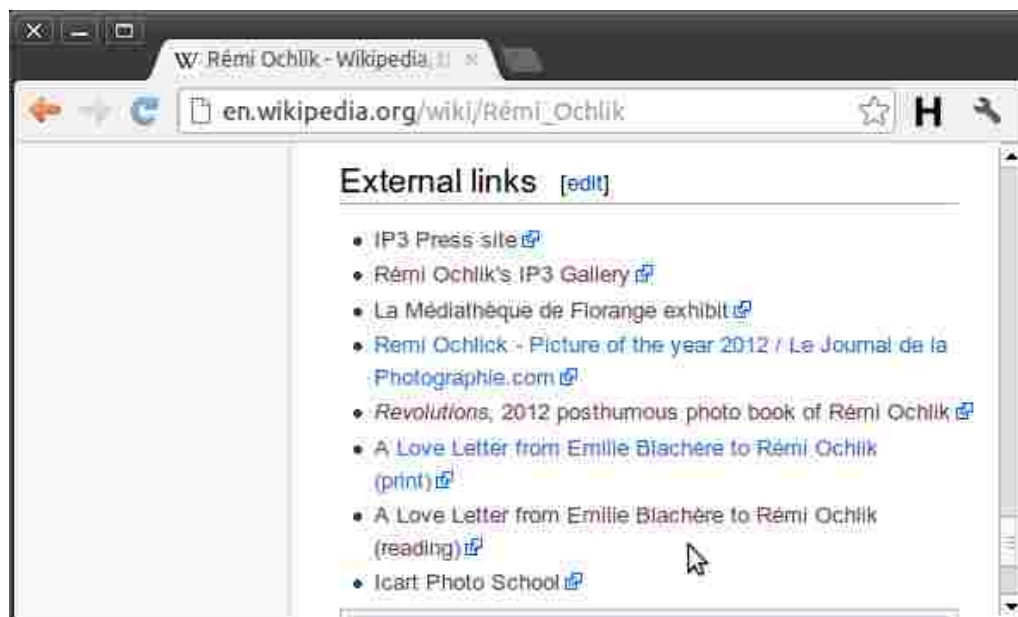 Rémi Ochlik - Wikipedia,
en.wikipedia.org/wiki/Rémi_Ochlik
H
External links [edit]
IP3 Press site
Rémi Ochlik's IP3 Gallery
La Médiathèque de Florange exhibit
Remi Ochlick - Picture of the year 2012 / Le Journal de la
Photographie.com
Revolutions, 2012 posthumous photo book of Rémi Ochlik
A Love Letter from Emilie Blachère to Rémi Ochlik
(print)
A Love Letter from Emilie Blachère to Rémi Ochlik
(reading)
Icart Photo School